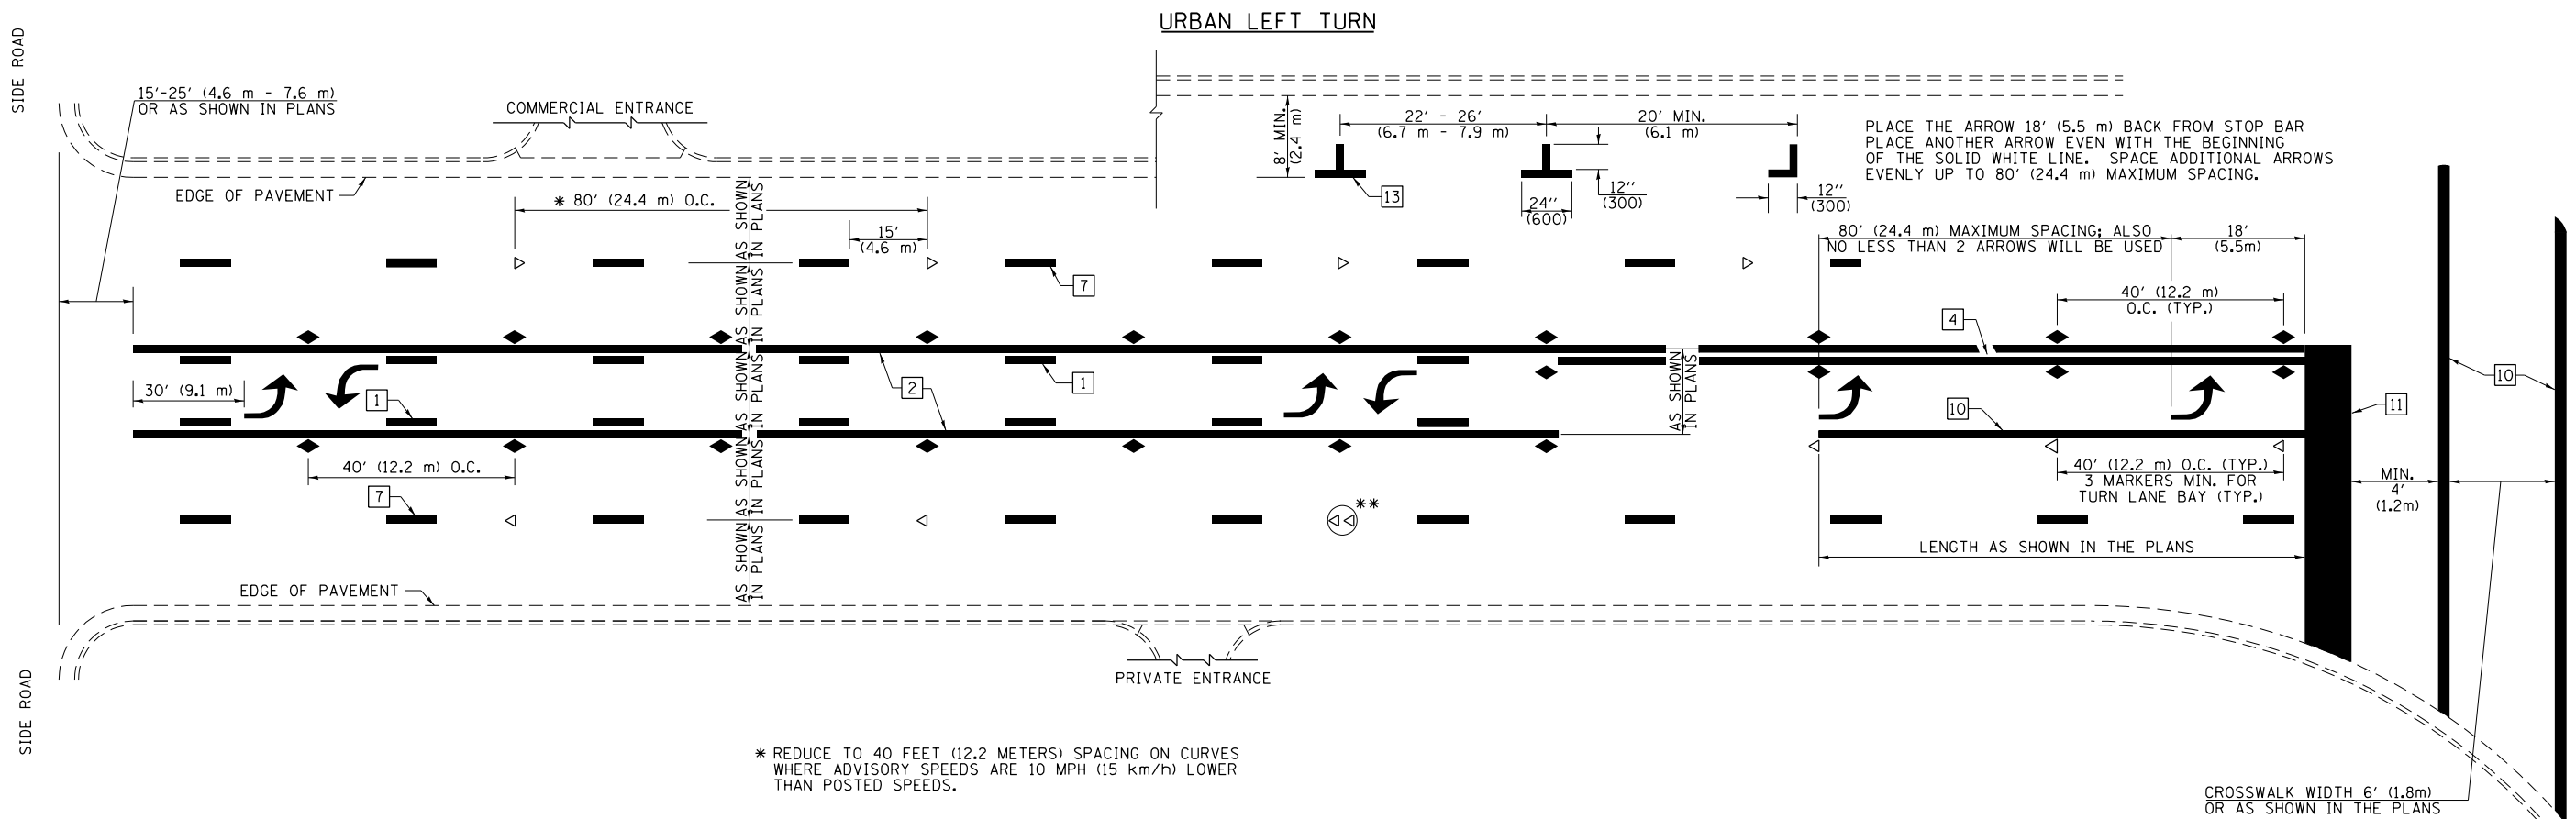 URBAN LEFT TURN
SIDE ROAD
15'-25' (4.6 m - 7.6 m)
OR AS SHOWN IN PLANS
COMMERCIAL ENTRANCE
EDGE OF PAVEMENT
* 80' (24.4 m) O.C.
15'
(4.6 m)
8' MIN.
(2.4 m)
22' - 26'
(6.7 m - 7.9 m)
20' MIN.
(6.1 m)
13
24''
(600)
12''
(300)
12''
(300)
PLACE THE ARROW 18' (5.5 m) BACK FROM STOP BAR
PLACE ANOTHER ARROW EVEN WITH THE BEGINNING
OF THE SOLID WHITE LINE. SPACE ADDITIONAL ARROWS
EVENLY UP TO 80' (24.4 m) MAXIMUM SPACING.
80' (24.4 m) MAXIMUM SPACING; ALSO
NO LESS THAN 2 ARROWS WILL BE USED
18'
(5.5m)
7
40' (12.2 m)
O.C. (TYP.)
4
AS SHOWN
IN PLANS
AS SHOWN
IN PLANS
AS SHOWN
IN PLANS
AS SHOWN
IN PLANS
AS SHOWN
IN PLANS
30' (9.1 m)
1
2
1
AS SHOWN
IN PLANS
10
11
10
40' (12.2 m) O.C.
7
**
40' (12.2 m) O.C. (TYP.)
3 MARKERS MIN. FOR
TURN LANE BAY (TYP.)
MIN.
4'
(1.2m)
LENGTH AS SHOWN IN THE PLANS
EDGE OF PAVEMENT
SIDE ROAD
PRIVATE ENTRANCE
* REDUCE TO 40 FEET (12.2 METERS) SPACING ON CURVES
WHERE ADVISORY SPEEDS ARE 10 MPH (15 km/h) LOWER
THAN POSTED SPEEDS.
CROSSWALK WIDTH 6' (1.8m)
OR AS SHOWN IN THE PLANS